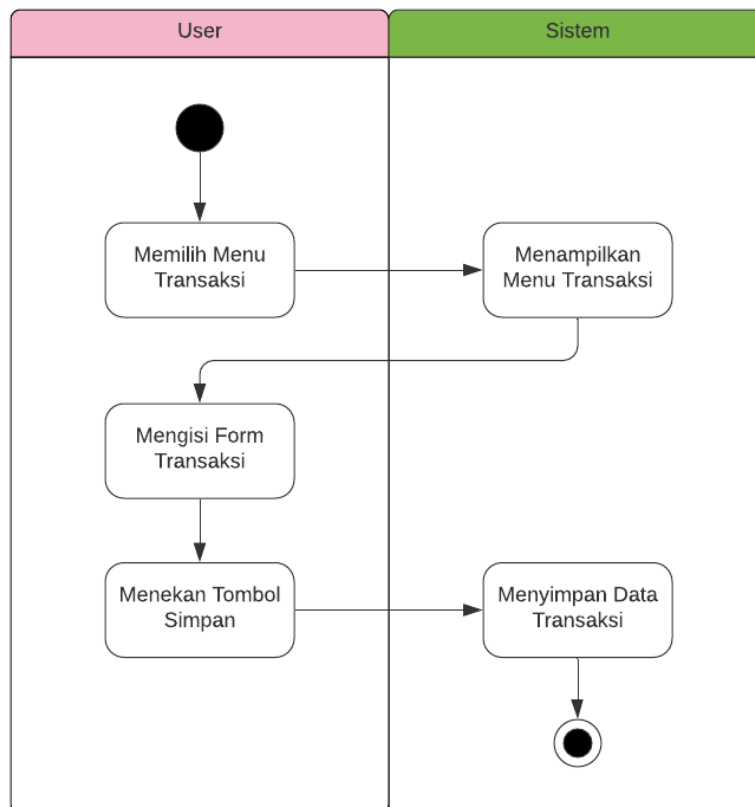 User
Sistem
Memilih Menu
Transaksi
Menampilkan
Menu Transaksi
Mengisi Form
Transaksi
Menekan Tombol
Simpan
Menyimpan Data
Transaksi